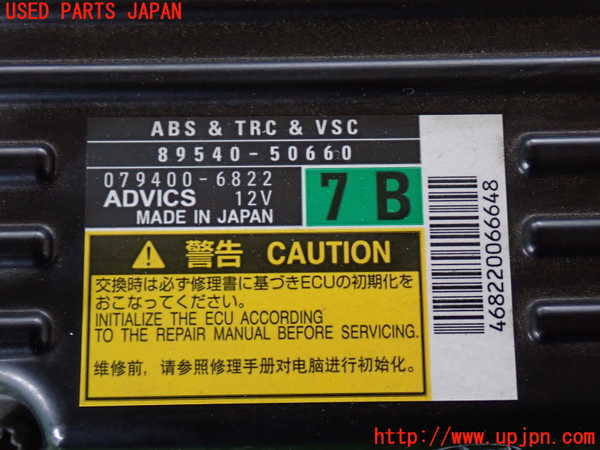 USED PARTS JAPAN
ABS & TRC & VSC
89540-50660
079400-6822
ADVICS 12V
MADE IN JAPAN
7B
468220066648
警告 CAUTION
交換時は必ず修理書に基づきECUの初期化を
おこなってください。
INITIALIZE THE ECU ACCORDING
TO THE REPAIR MANUAL BEFORE SERVICING.
维修前，请参照修理手册对电脑进行初始化。
UPJ
http://www.upjpn.com/